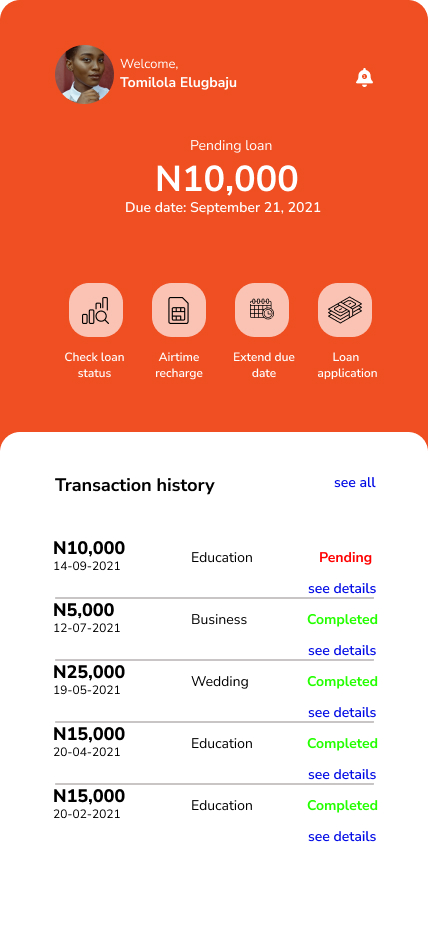 Welcome,
Tomilola Elugbaju
Pending loan
N10,000
Due date: September 21, 2021
Check loan
status
Airtime
recharge
Extend due
date
Loan
application
Transaction history
see all
N10,000
14-09-2021
Education
Pending
see details
N5,000
12-07-2021
Business
Completed
see details
N25,000
19-05-2021
Wedding
Completed
see details
N15,000
20-04-2021
Education
Completed
see details
N15,000
20-02-2021
Education
Completed
see details